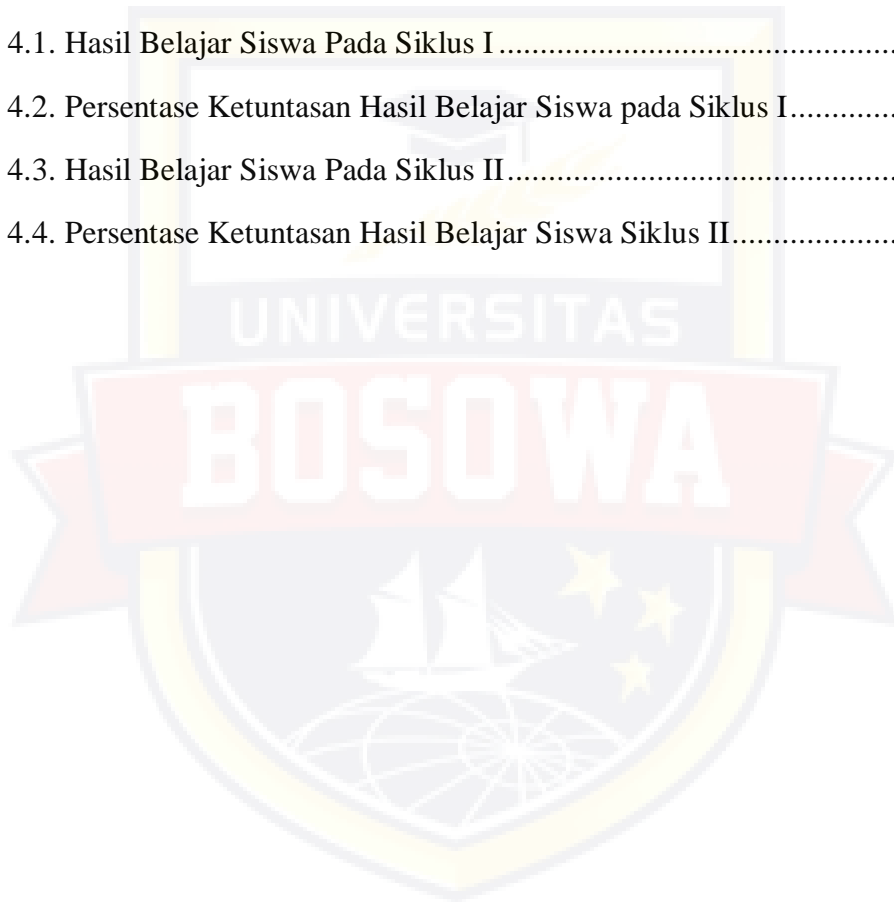 4.1. Hasil Belajar Siswa Pada Siklus I ................................................
4.2. Persentase Ketuntasan Hasil Belajar Siswa pada Siklus I .............
4.3. Hasil Belajar Siswa Pada Siklus II ...............................................
4.4. Persentase Ketuntasan Hasil Belajar Siswa Siklus II ....................
UNIVERSITAS
BOSOWA